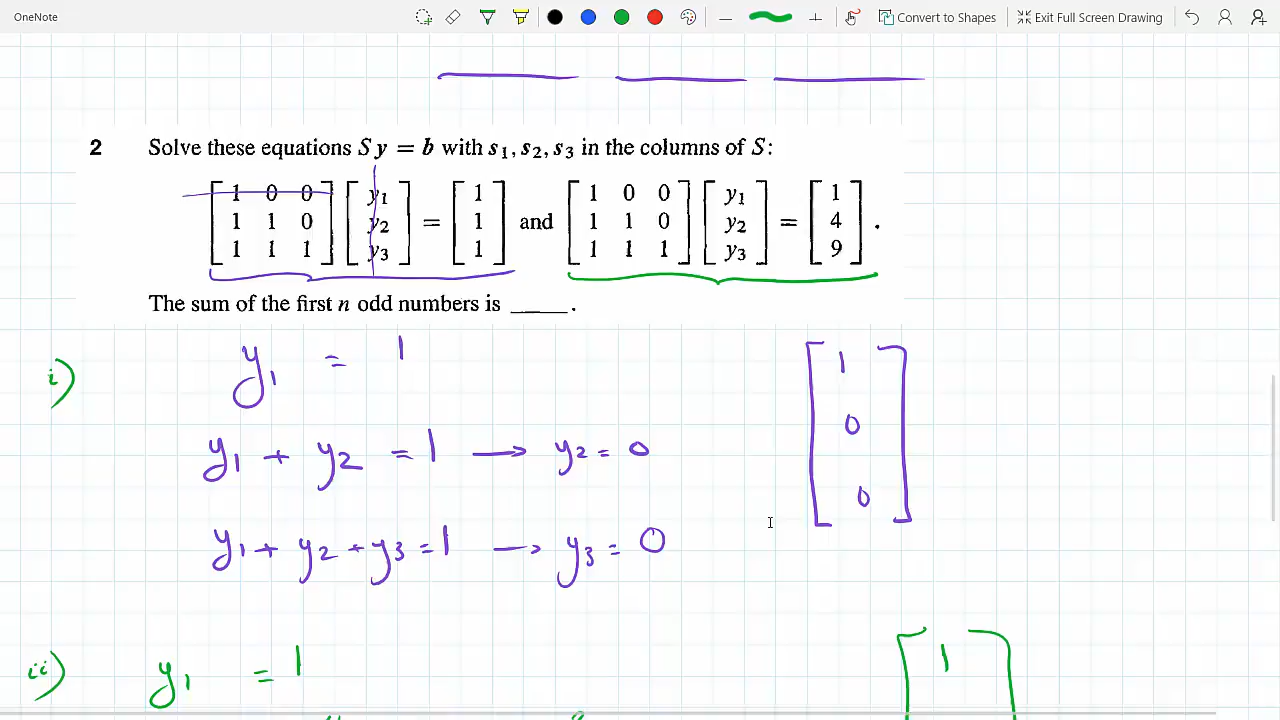 OneNote
Convert to Shapes
Exit Full Screen Drawing
2 Solve these equations S y = b with s1, s2, s3 in the columns of S:
[1 0 0] [y1] [1] [1 0 0] [y1] [1]
[1 1 0] [y2] = [1] and [1 1 0] [y2] = [4] .
[1 1 1] [y3] [1] [1 1 1] [y3] [9]
The sum of the first n odd numbers is _____ .
i) y1 = 1 [1
y1 + y2 = 1 → y2 = 0 0
y1 + y2 + y3 = 1 → y3 = 0 0]
ii) y1 = 1 [1